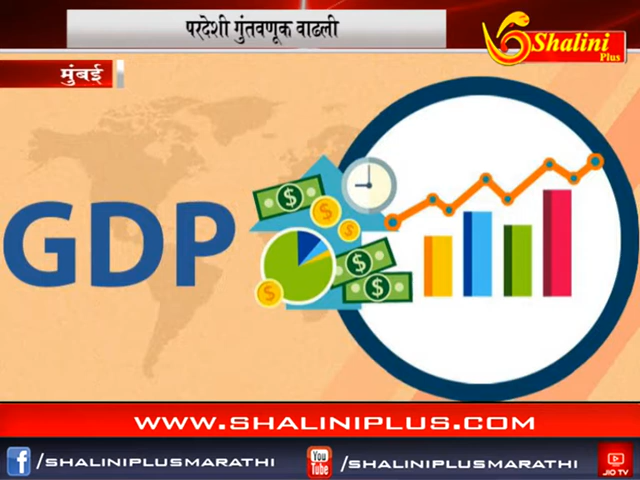 परदेशी गुंतवणूक वाढली
Shalini
Plus
मुंबई
GDP
$
$
$
$
$
$
WWW.SHALINIPLUS.COM
f /SHALINIPLUSMARATHI
You Tube /SHALINIPLUSMARATHI
JIO TV